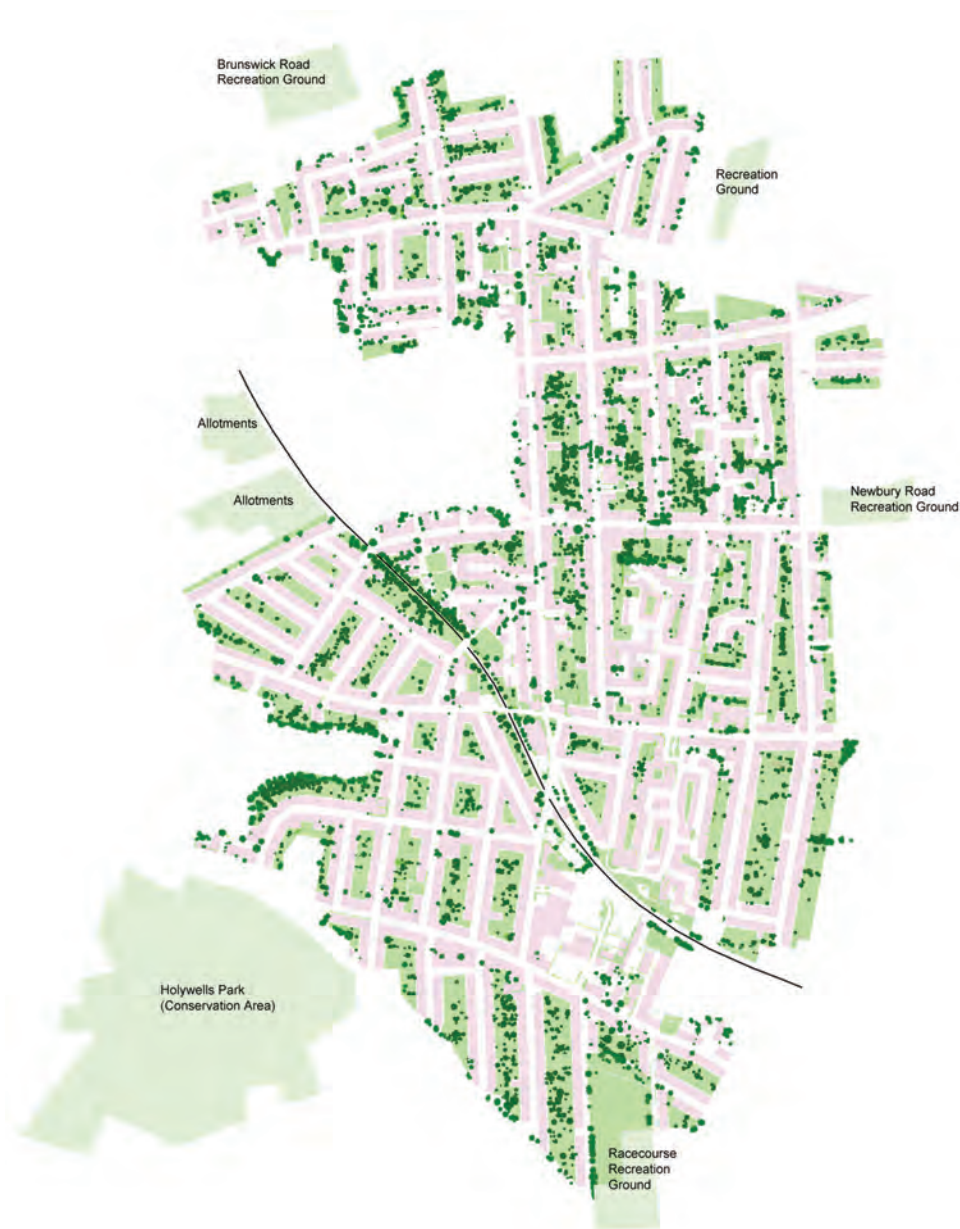 Brunswick Road
Recreation Ground
Recreation
Ground
Allotments
Allotments
Newbury Road
Recreation Ground
Holywells Park
(Conservation Area)
Racecourse
Recreation
Ground